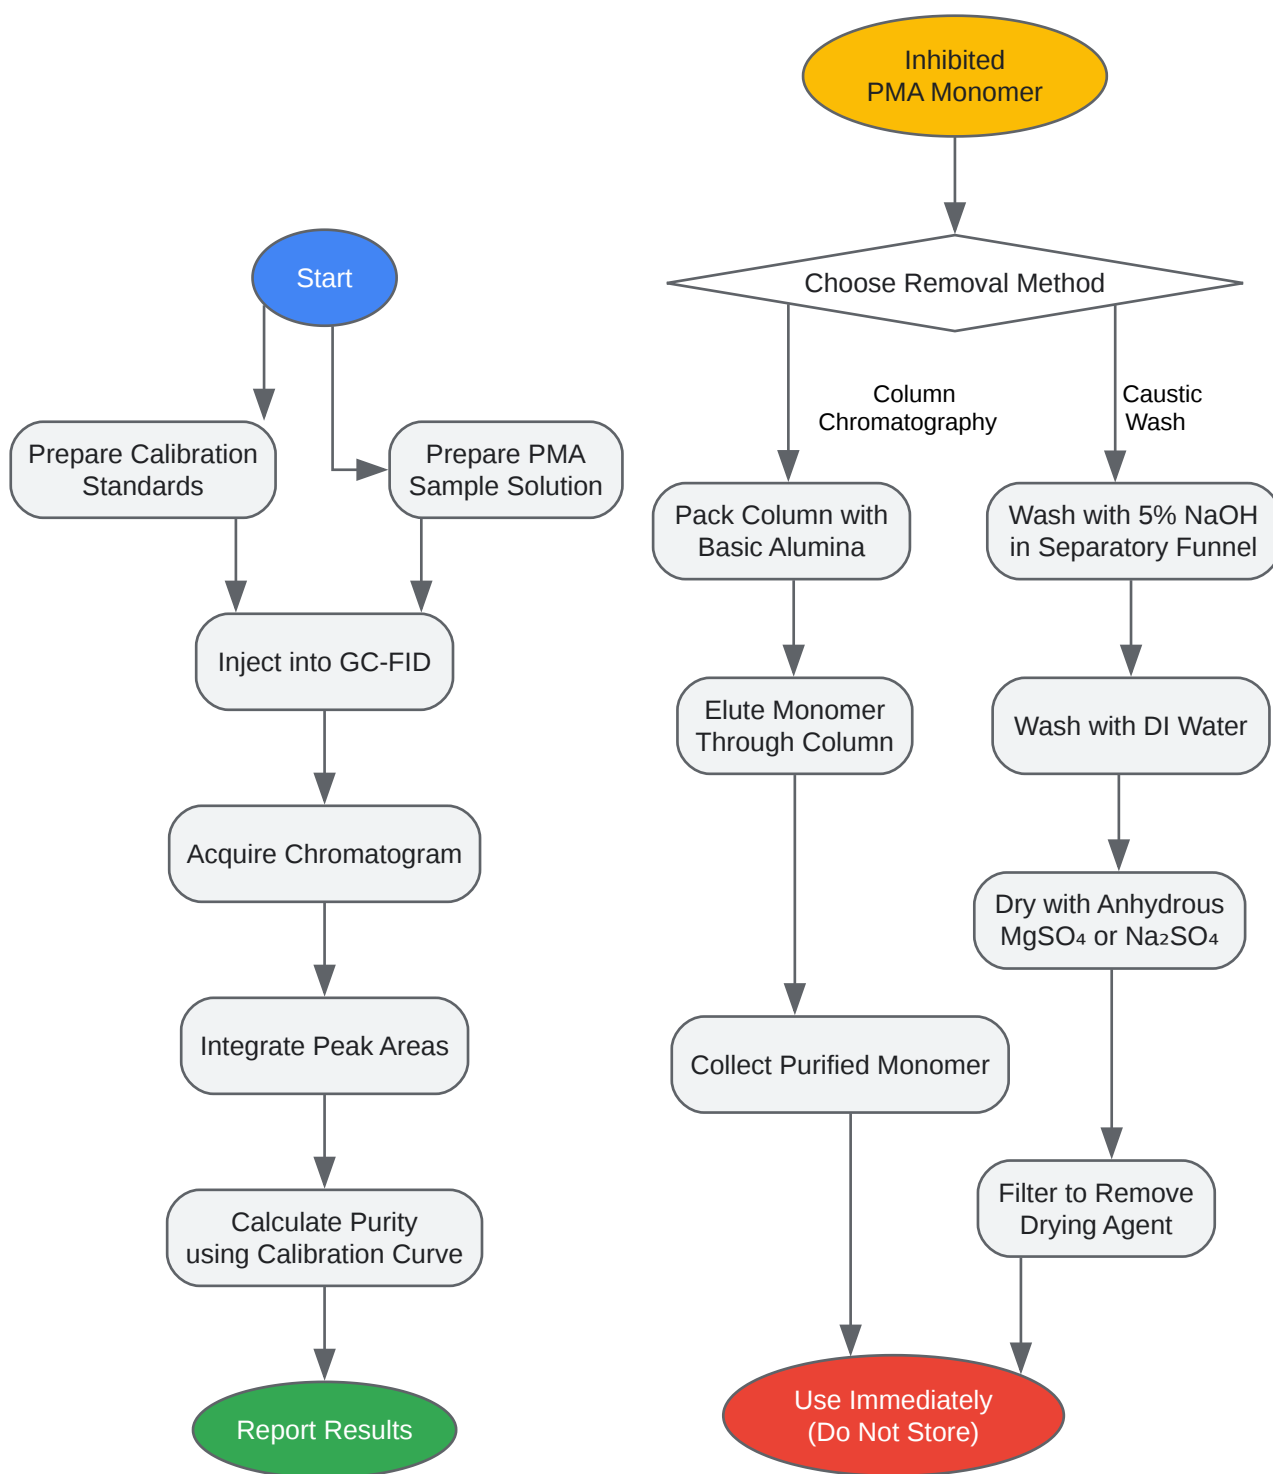 Start
Prepare Calibration
Standards
Prepare PMA
Sample Solution
Inject into GC-FID
Acquire Chromatogram
Integrate Peak Areas
Calculate Purity
using Calibration Curve
Report Results
Inhibited
PMA Monomer
Choose Removal Method
Column
Chromatography
Caustic
Wash
Pack Column with
Basic Alumina
Elute Monomer
Through Column
Collect Purified Monomer
Wash with 5% NaOH
in Separatory Funnel
Wash with DI Water
Dry with Anhydrous
MgSO₄ or Na₂SO₄
Filter to Remove
Drying Agent
Use Immediately
(Do Not Store)